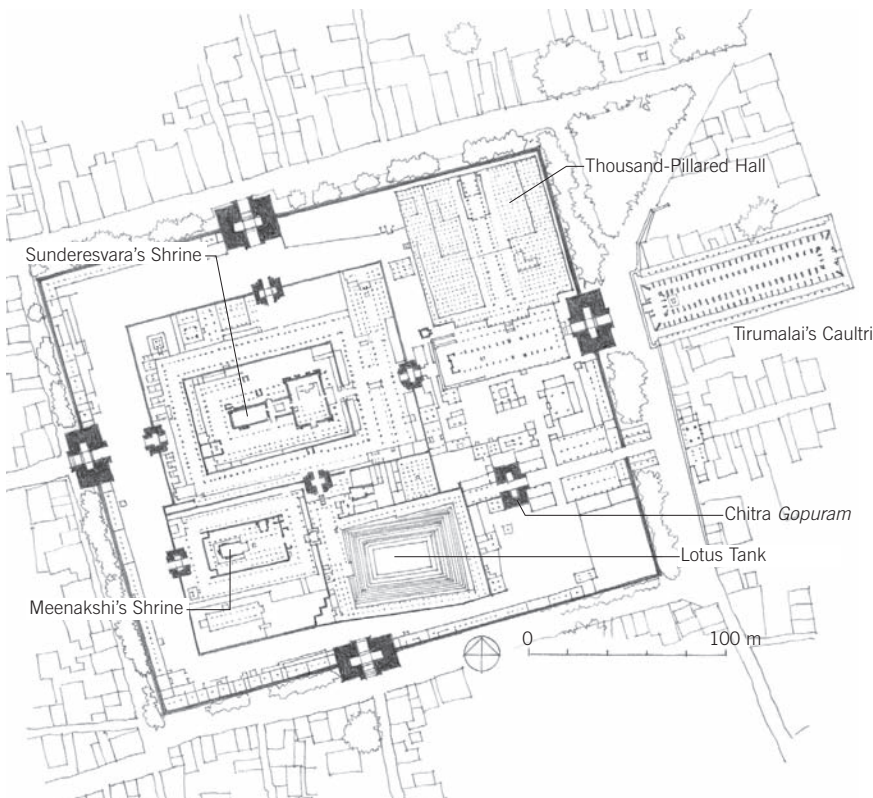 Thousand-Pillared Hall
Sunderesvara's Shrine
Tirumalai's Caultri
Chitra Gopuram
Lotus Tank
Meenakshi's Shrine
0 100 m